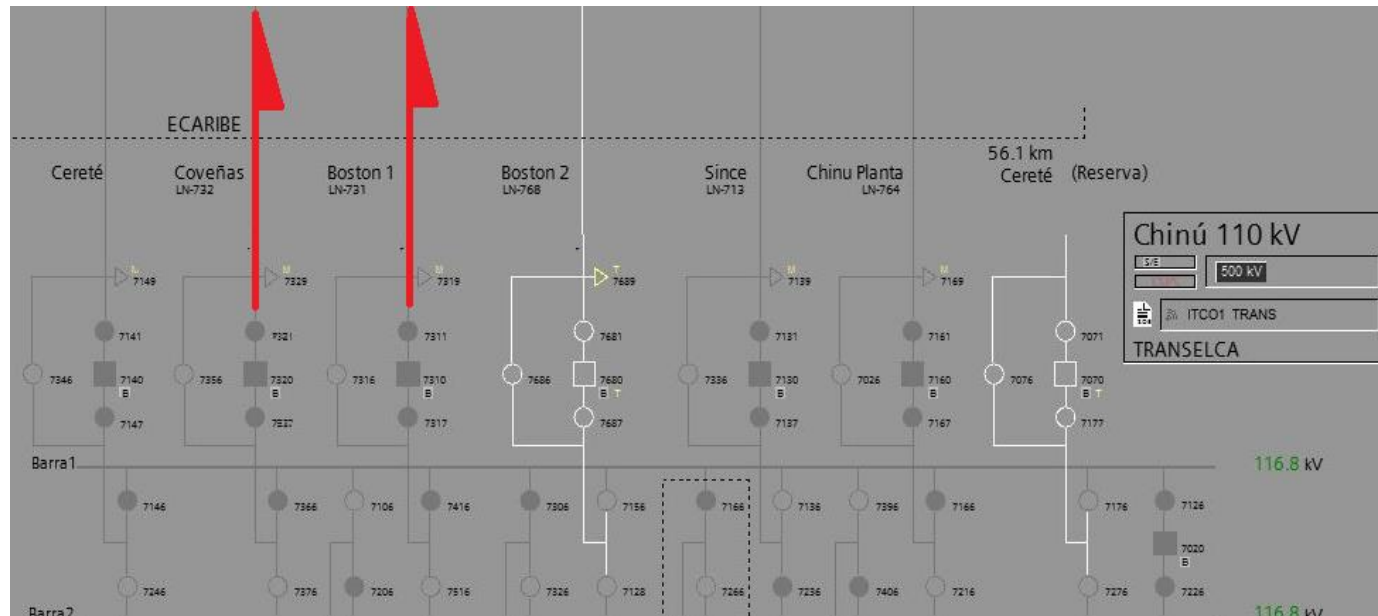 ECARIBE
56.1 km
Cereté Coveñas Boston 1 Boston 2 Since Chinu Planta Cereté (Reserva)
LN-732 LN-731 LN-768 LN-713 LN-764
Chinú 110 kV
S/E
500 kV
ITCO1 TRANS
TRANSELCA
M M M T M M
7149 7329 7319 7689 7139 7169
7141 7321 7311 7681 7131 7161 7071
7346 7140 7356 7320 7316 7310 7686 7680 7336 7130 7026 7160 7076 7070
B B B B T B B B T
7147 7317 7687 7137 7167 7177
Barra1 116.8 kV
7146 7366 7106 7416 7306 7156 7166 7136 7396 7166 7176 7126
7020
B
7246 7376 7206 7516 7326 7128 7266 7236 7406 7216 7276 7226
Barra2 116.8 kV